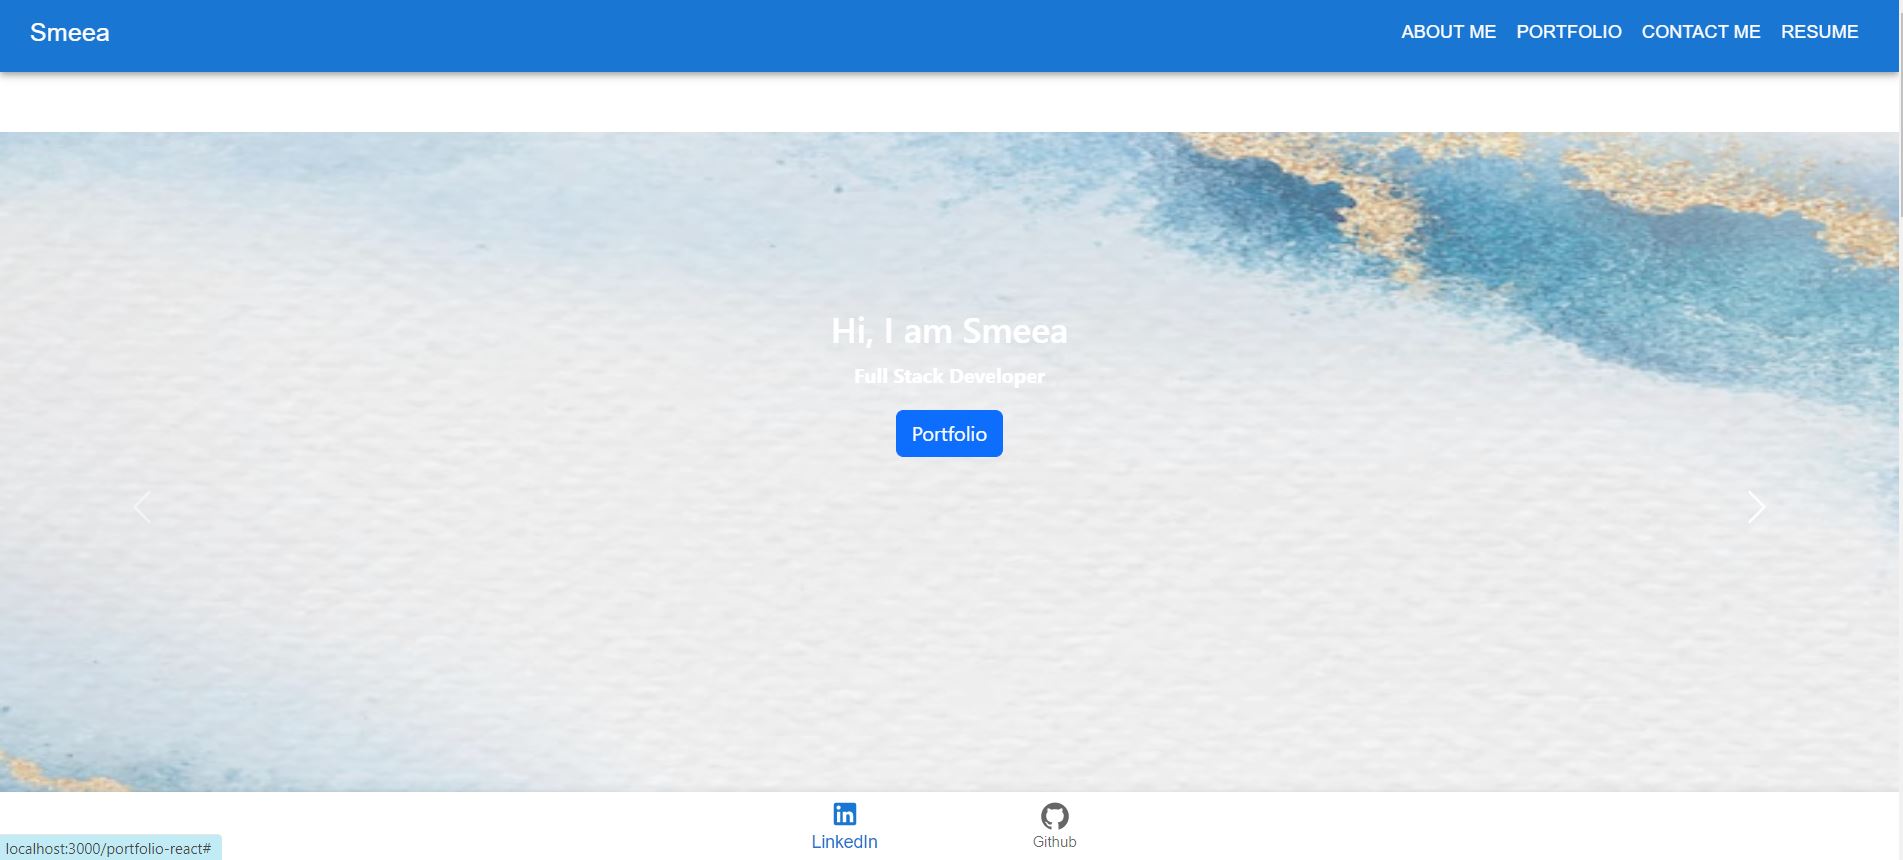 Smeea
ABOUT ME PORTFOLIO CONTACT ME RESUME
Hi, I am Smeea
Full Stack Developer
Portfolio
LinkedIn Github
localhost:3000/portfolio-react#